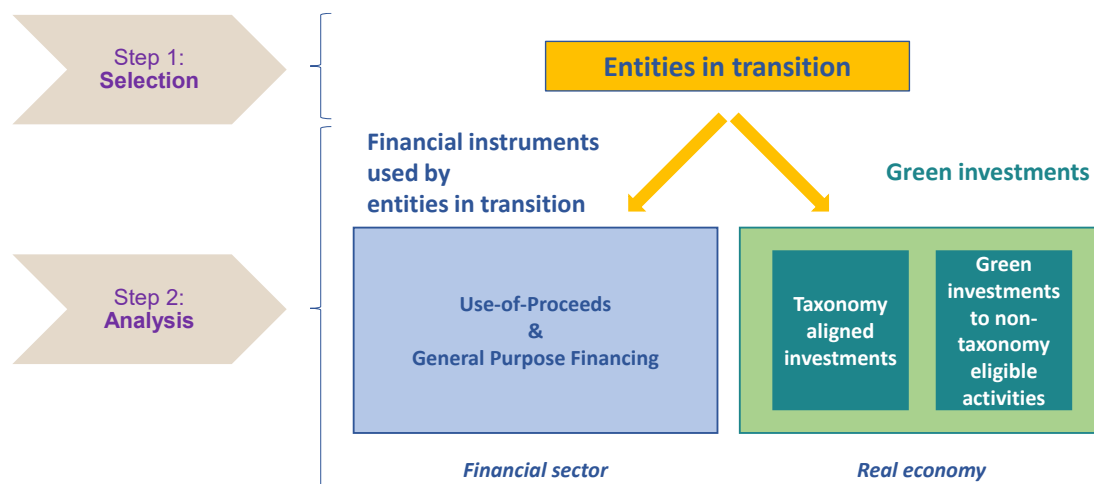 Step 1:
Selection
Entities in transition
Financial instruments
used by
entities in transition
Green investments
Step 2:
Analysis
Use-of-Proceeds
&
General Purpose Financing
Taxonomy
aligned
investments
Green
investments
to non-
taxonomy
eligible
activities
Financial sector
Real economy